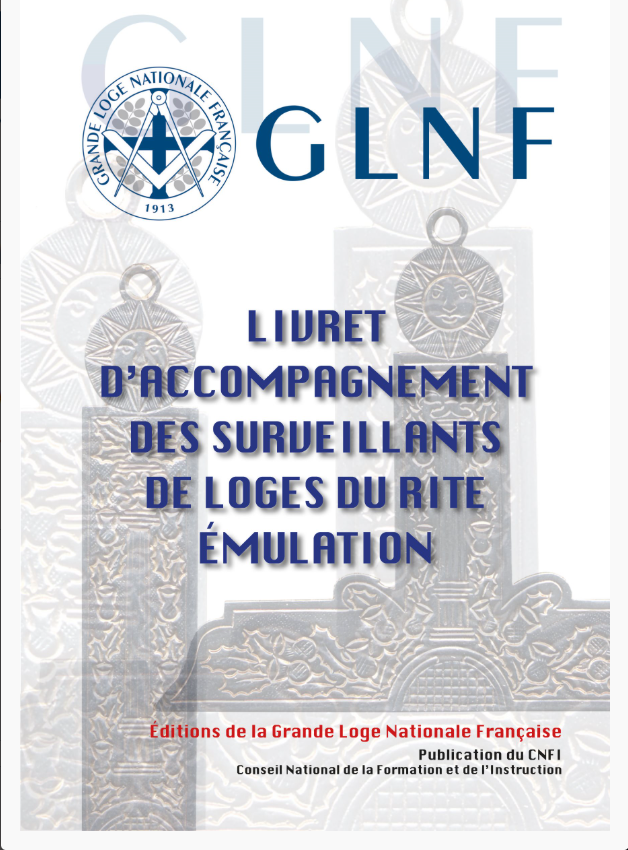 GLNF
GRANDE LOGE NATIONALE FRANÇAISE
1913
GLNF
LIVRET
D'ACCOMPAGNEMENT
DES SURVEILLANTS
DE LOGES DU RITE
ÉMULATION
Éditions de la Grande Loge Nationale Française
Publication du CNFI
Conseil National de la Formation et de l'Instruction